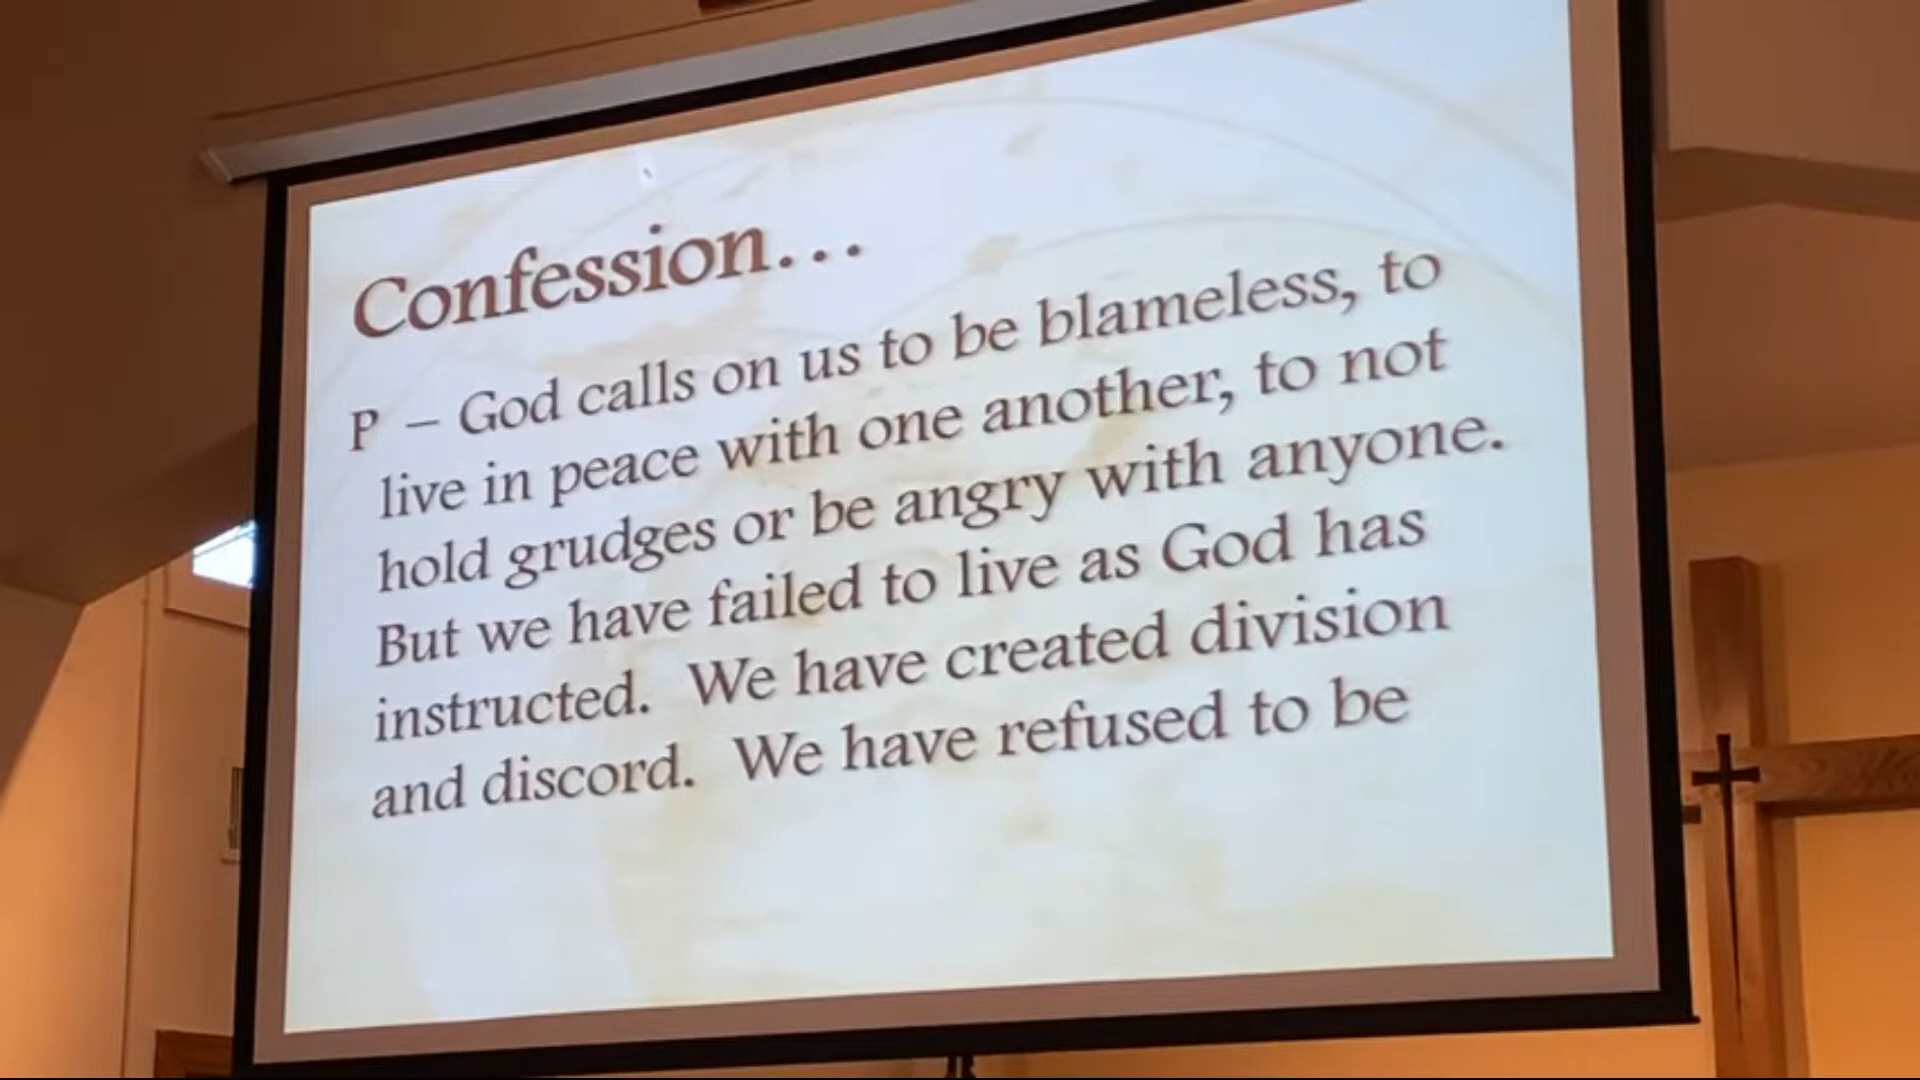 Confession...
P – God calls on us to be blameless, to
live in peace with one another, to not
hold grudges or be angry with anyone.
But we have failed to live as God has
instructed. We have created division
and discord. We have refused to be